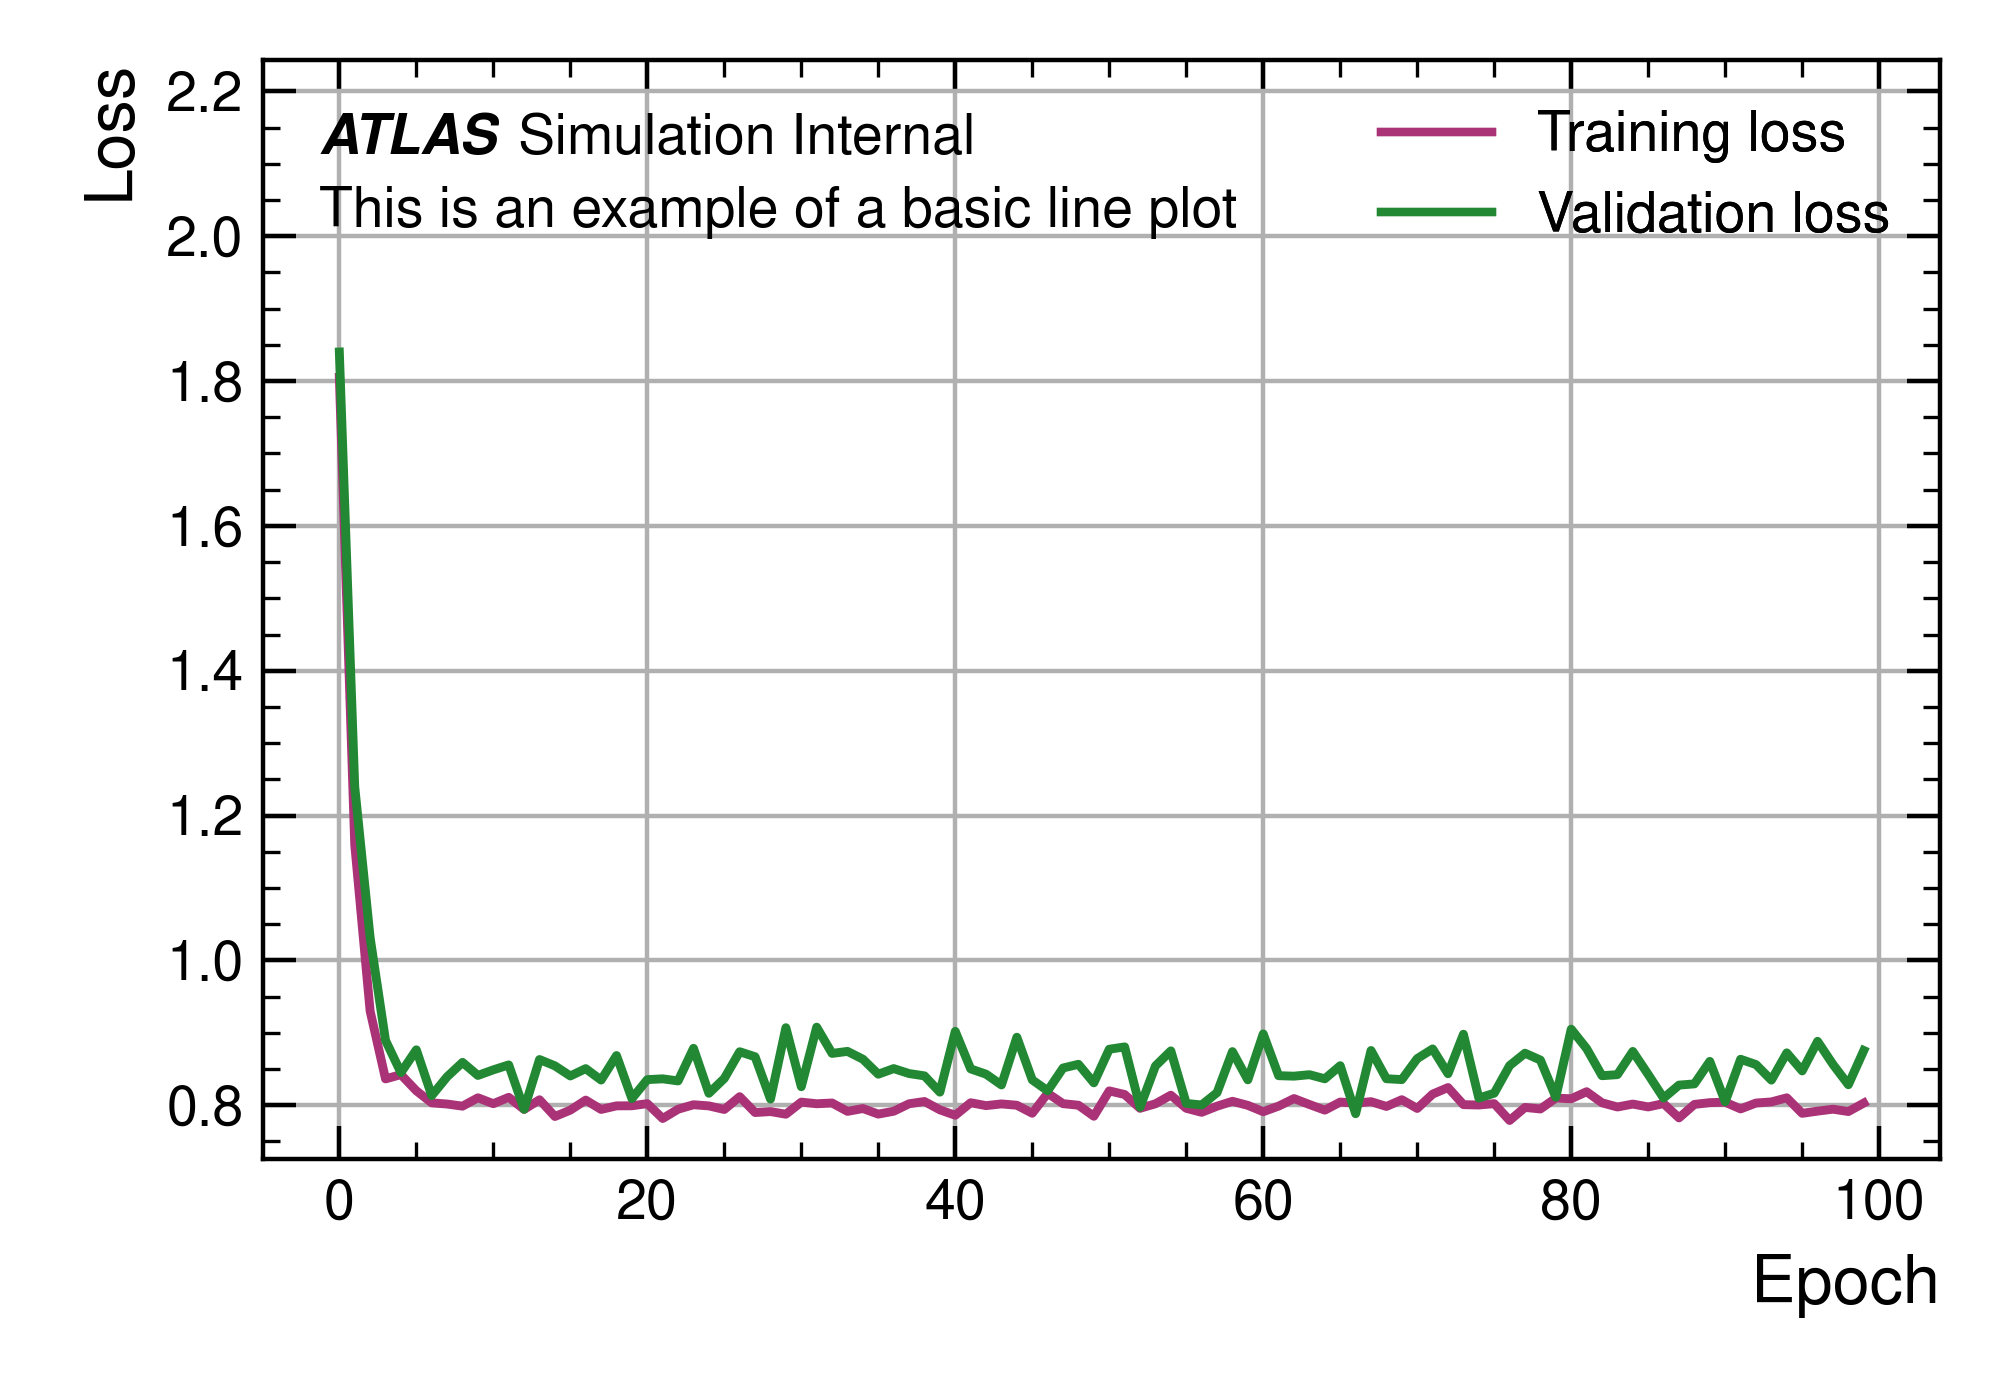 Loss
2.2
2.0
1.8
1.6
1.4
1.2
1.0
0.8
ATLAS Simulation Internal
This is an example of a basic line plot
Training loss
Validation loss
0 20 40 60 80 100
Epoch